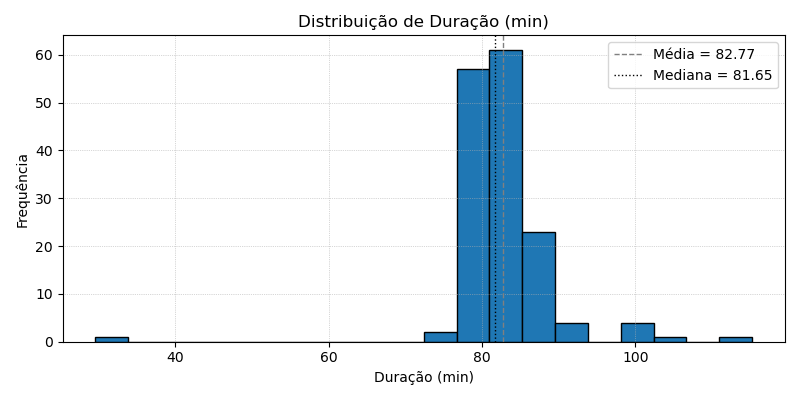 Distribuição de Duração (min)
Média = 82.77
Mediana = 81.65
60
50
40
30
20
10
0
Frequência
40
60
80
100
Duração (min)